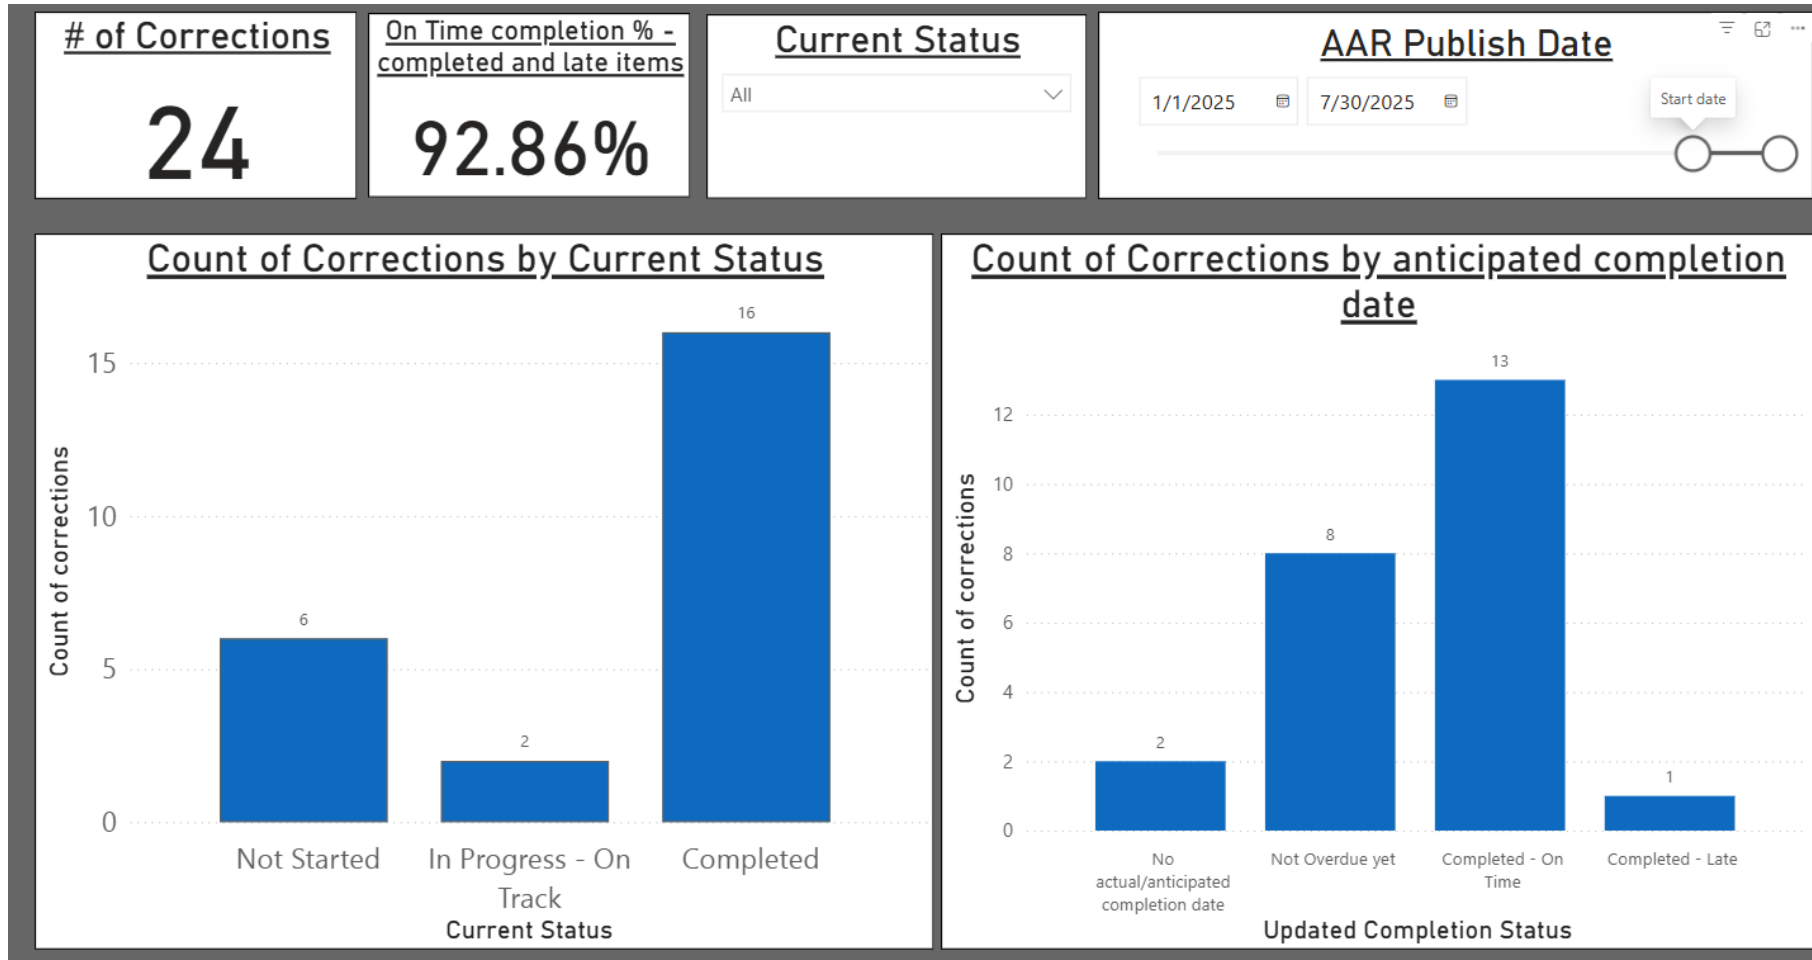 # of Corrections
24
On Time completion % -
completed and late items
92.86%
Current Status
All
AAR Publish Date
1/1/2025
7/30/2025
Start date
Count of Corrections by Current Status
16
15
10
6
5
2
0
Count of corrections
Not Started
In Progress - On
Track
Completed
Current Status
Count of Corrections by anticipated completion
date
13
12
10
8
8
6
4
2
2
1
0
Count of corrections
No
actual/anticipated
completion date
Not Overdue yet
Completed - On
Time
Completed - Late
Updated Completion Status